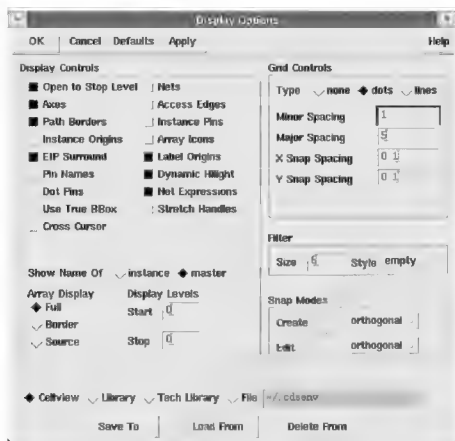 Display Options
OK Cancel Defaults Apply Help
Display Controls
Open to Stop Level Nets
Axes Access Edges
Path Borders Instance Pins
Instance Origins Array Icons
EIP Surround Label Origins
Pin Names Dynamic Hilight
Dot Pins Net Expressions
Use True BBox Stretch Handles
Cross Cursor
Show Name Of instance master
Array Display Display Levels
Full Start 0
Border
Source Stop 0
Grid Controls
Type none dots lines
Minor Spacing 1
Major Spacing 5
X Snap Spacing 0 1
Y Snap Spacing 0 1
Filter
Size 6 Style empty
Snap Modes
Create orthogonal
Edit orthogonal
Cellview Library Tech Library File ~/.cdsenv
Save To Load From Delete From